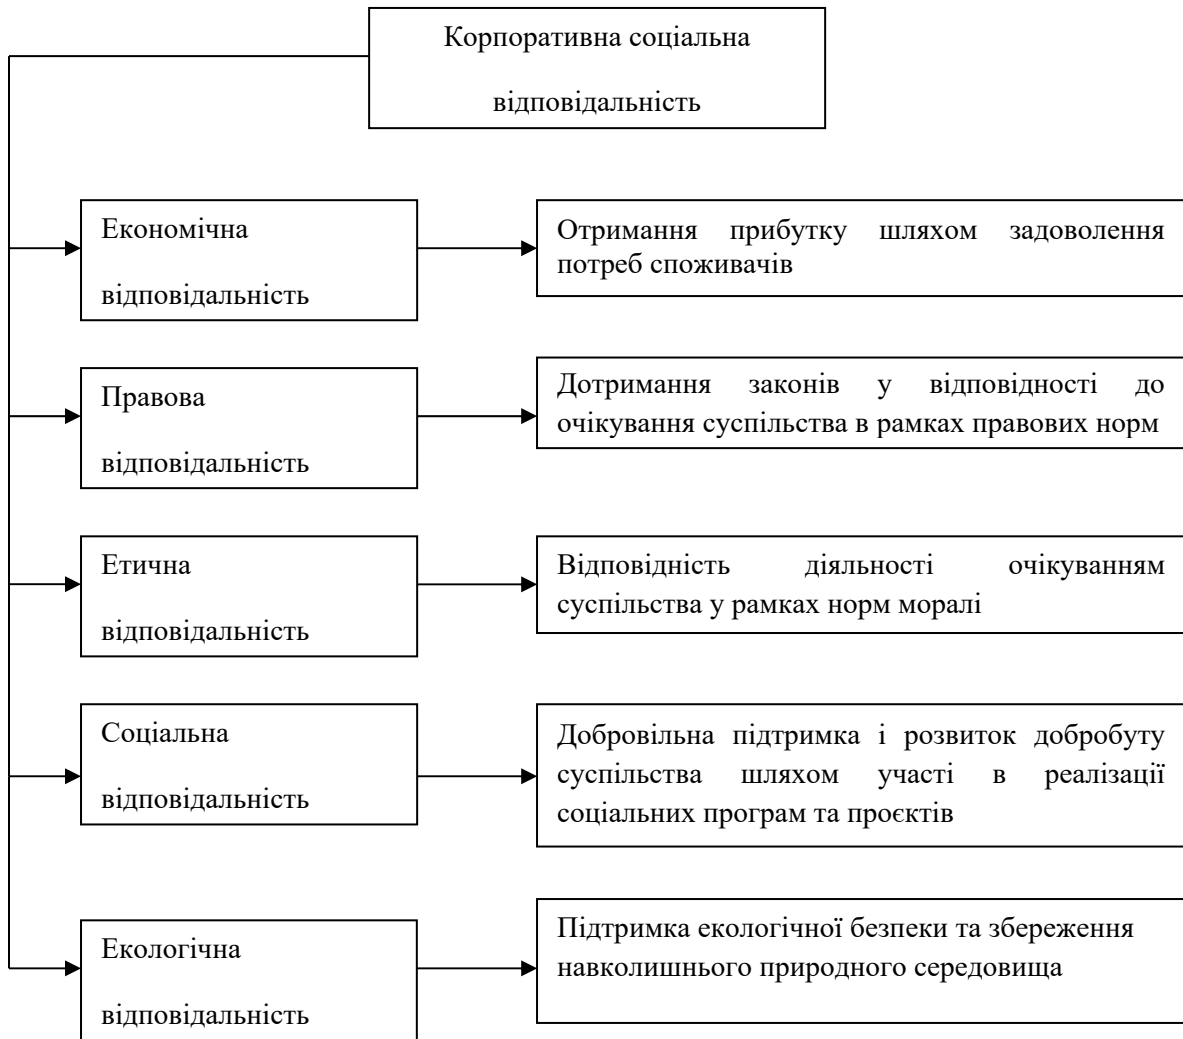 Корпоративна соціальна
відповідальність
Економічна
відповідальність
Отримання прибутку шляхом задоволення
потреб споживачів
Правова
відповідальність
Дотримання законів у відповідності до
очікування суспільства в рамках правових норм
Етична
відповідальність
Відповідність діяльності очікуванням
суспільства у рамках норм моралі
Соціальна
відповідальність
Добровільна підтримка і розвиток добробуту
суспільства шляхом участі в реалізації
соціальних програм та проєктів
Екологічна
відповідальність
Підтримка екологічної безпеки та збереження
навколишнього природного середовища